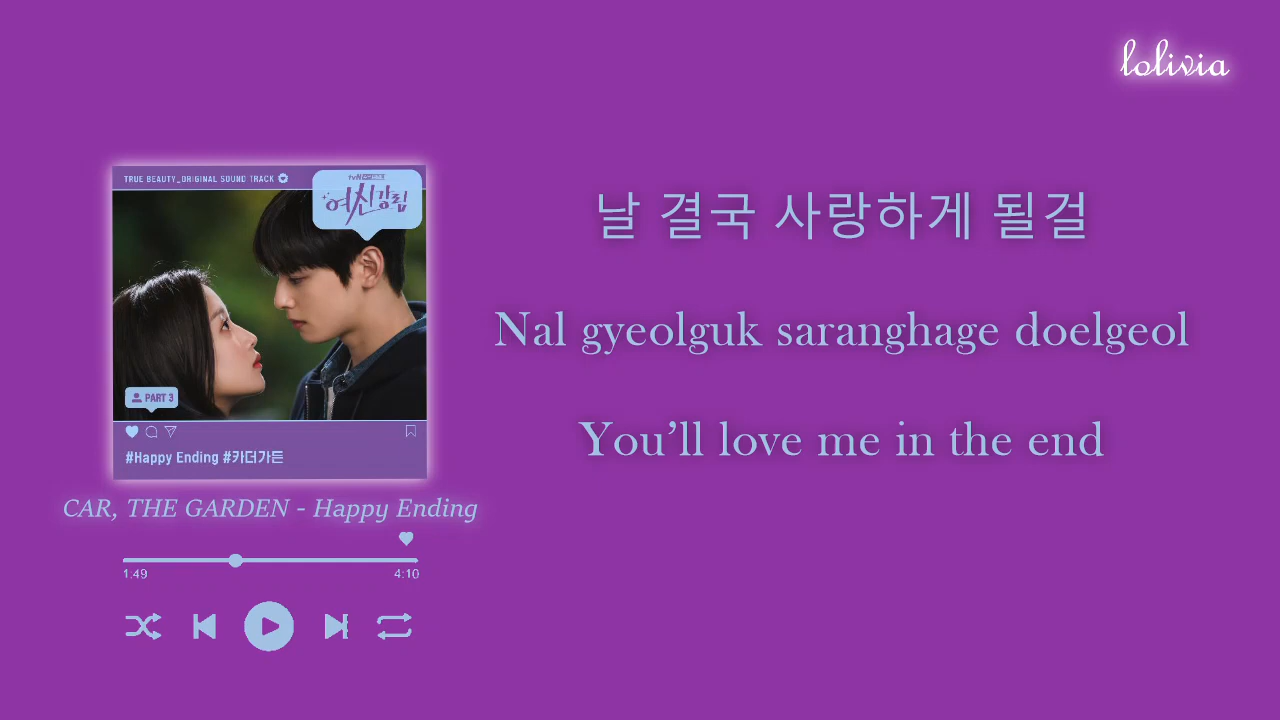 lolivia
TRUE BEAUTY_ORIGINAL SOUND TRACK
tvN
여신강림
PART 3
#Happy Ending #카더가든
CAR, THE GARDEN - Happy Ending
1:49
4:10
날 결국 사랑하게 될걸
Nal gyeolguk saranghage doelgeol
You'll love me in the end